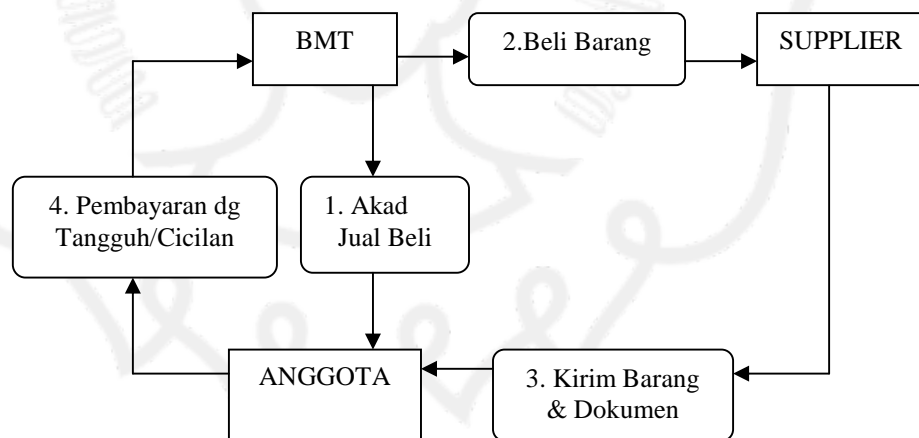 BMT
2.Beli Barang
SUPPLIER
4. Pembayaran dg
Tangguh/Cicilan
1. Akad
Jual Beli
ANGGOTA
3. Kirim Barang
& Dokumen